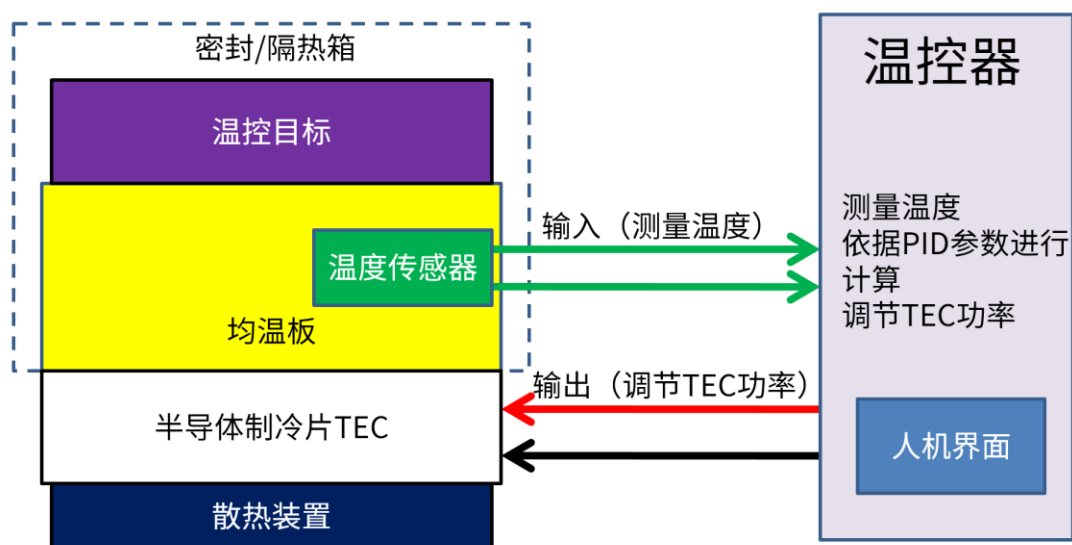 密封/隔热箱
温控目标
温度传感器
均温板
半导体制冷片TEC
散热装置
输入（测量温度）
输出（调节TEC功率）
温控器
测量温度
依据PID参数进行
计算
调节TEC功率
人机界面